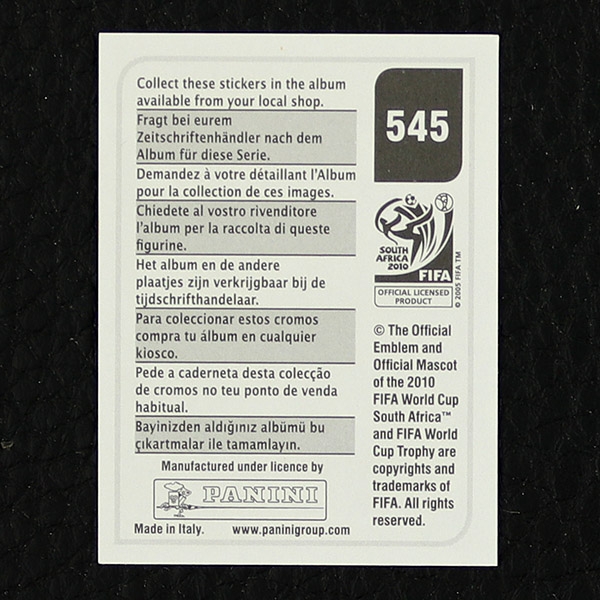 Collect these stickers in the album
available from your local shop.
Fragt bei eurem
Zeitschriftenhändler nach dem
Album für diese Serie.
Demandez à votre détaillant l'Album
pour la collection de ces images.
Chiedete al vostro rivenditore
l'album per la raccolta di queste
figurine.
Het album en de andere
plaatjes zijn verkrijgbaar bij de
tijdschrifthandelaar.
Para coleccionar estos cromos
compra tu álbum en cualquier
kiosco.
Pede a caderneta desta colecção
de cromos no teu ponto de venda
habitual.
Bayinizden aldığınız albümü bu
çıkartmalar ile tamamlayın.
Manufactured under licence by
PANINI
Made in Italy. www.paninigroup.com
545
SOUTH
AFRICA
2010
FIFA
OFFICIAL LICENSED
PRODUCT
© 2005 FIFA TM
© The Official
Emblem and
Official Mascot
of the 2010
FIFA World Cup
South Africa™
and FIFA World
Cup Trophy are
copyrights and
trademarks of
FIFA. All rights
reserved.